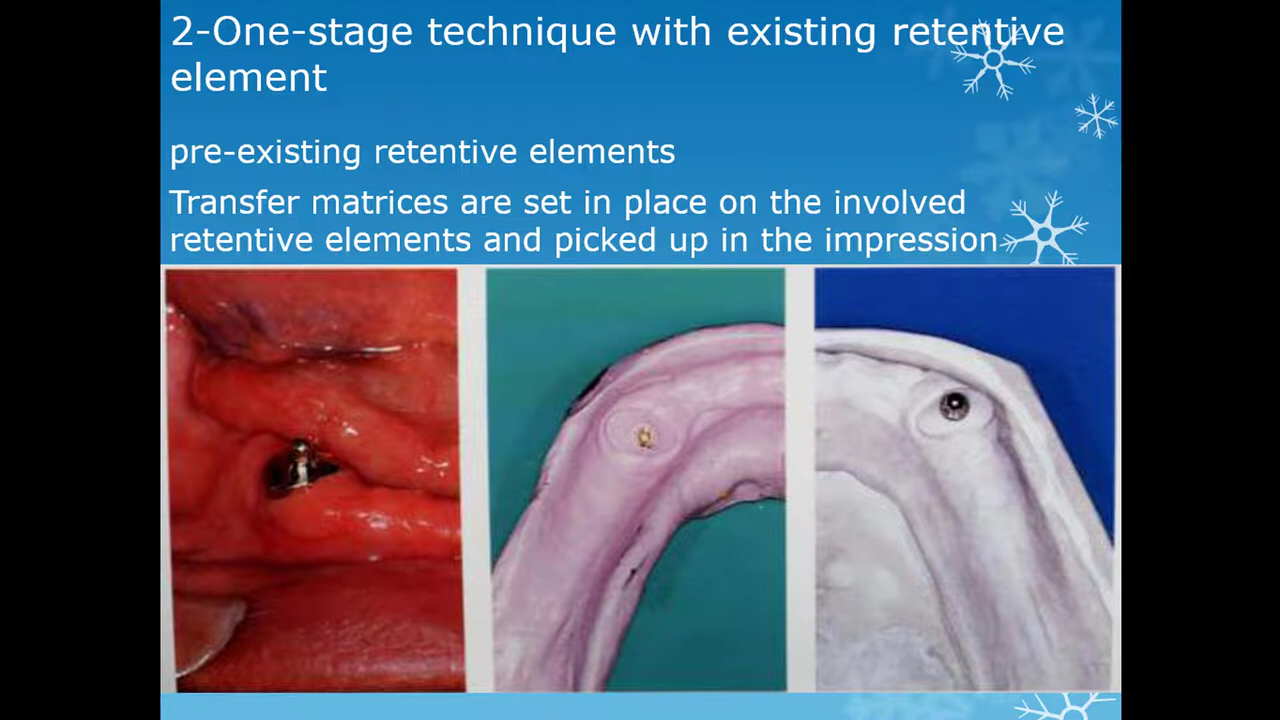 2-One-stage technique with existing retentive
element
pre-existing retentive elements
Transfer matrices are set in place on the involved
retentive elements and picked up in the impression